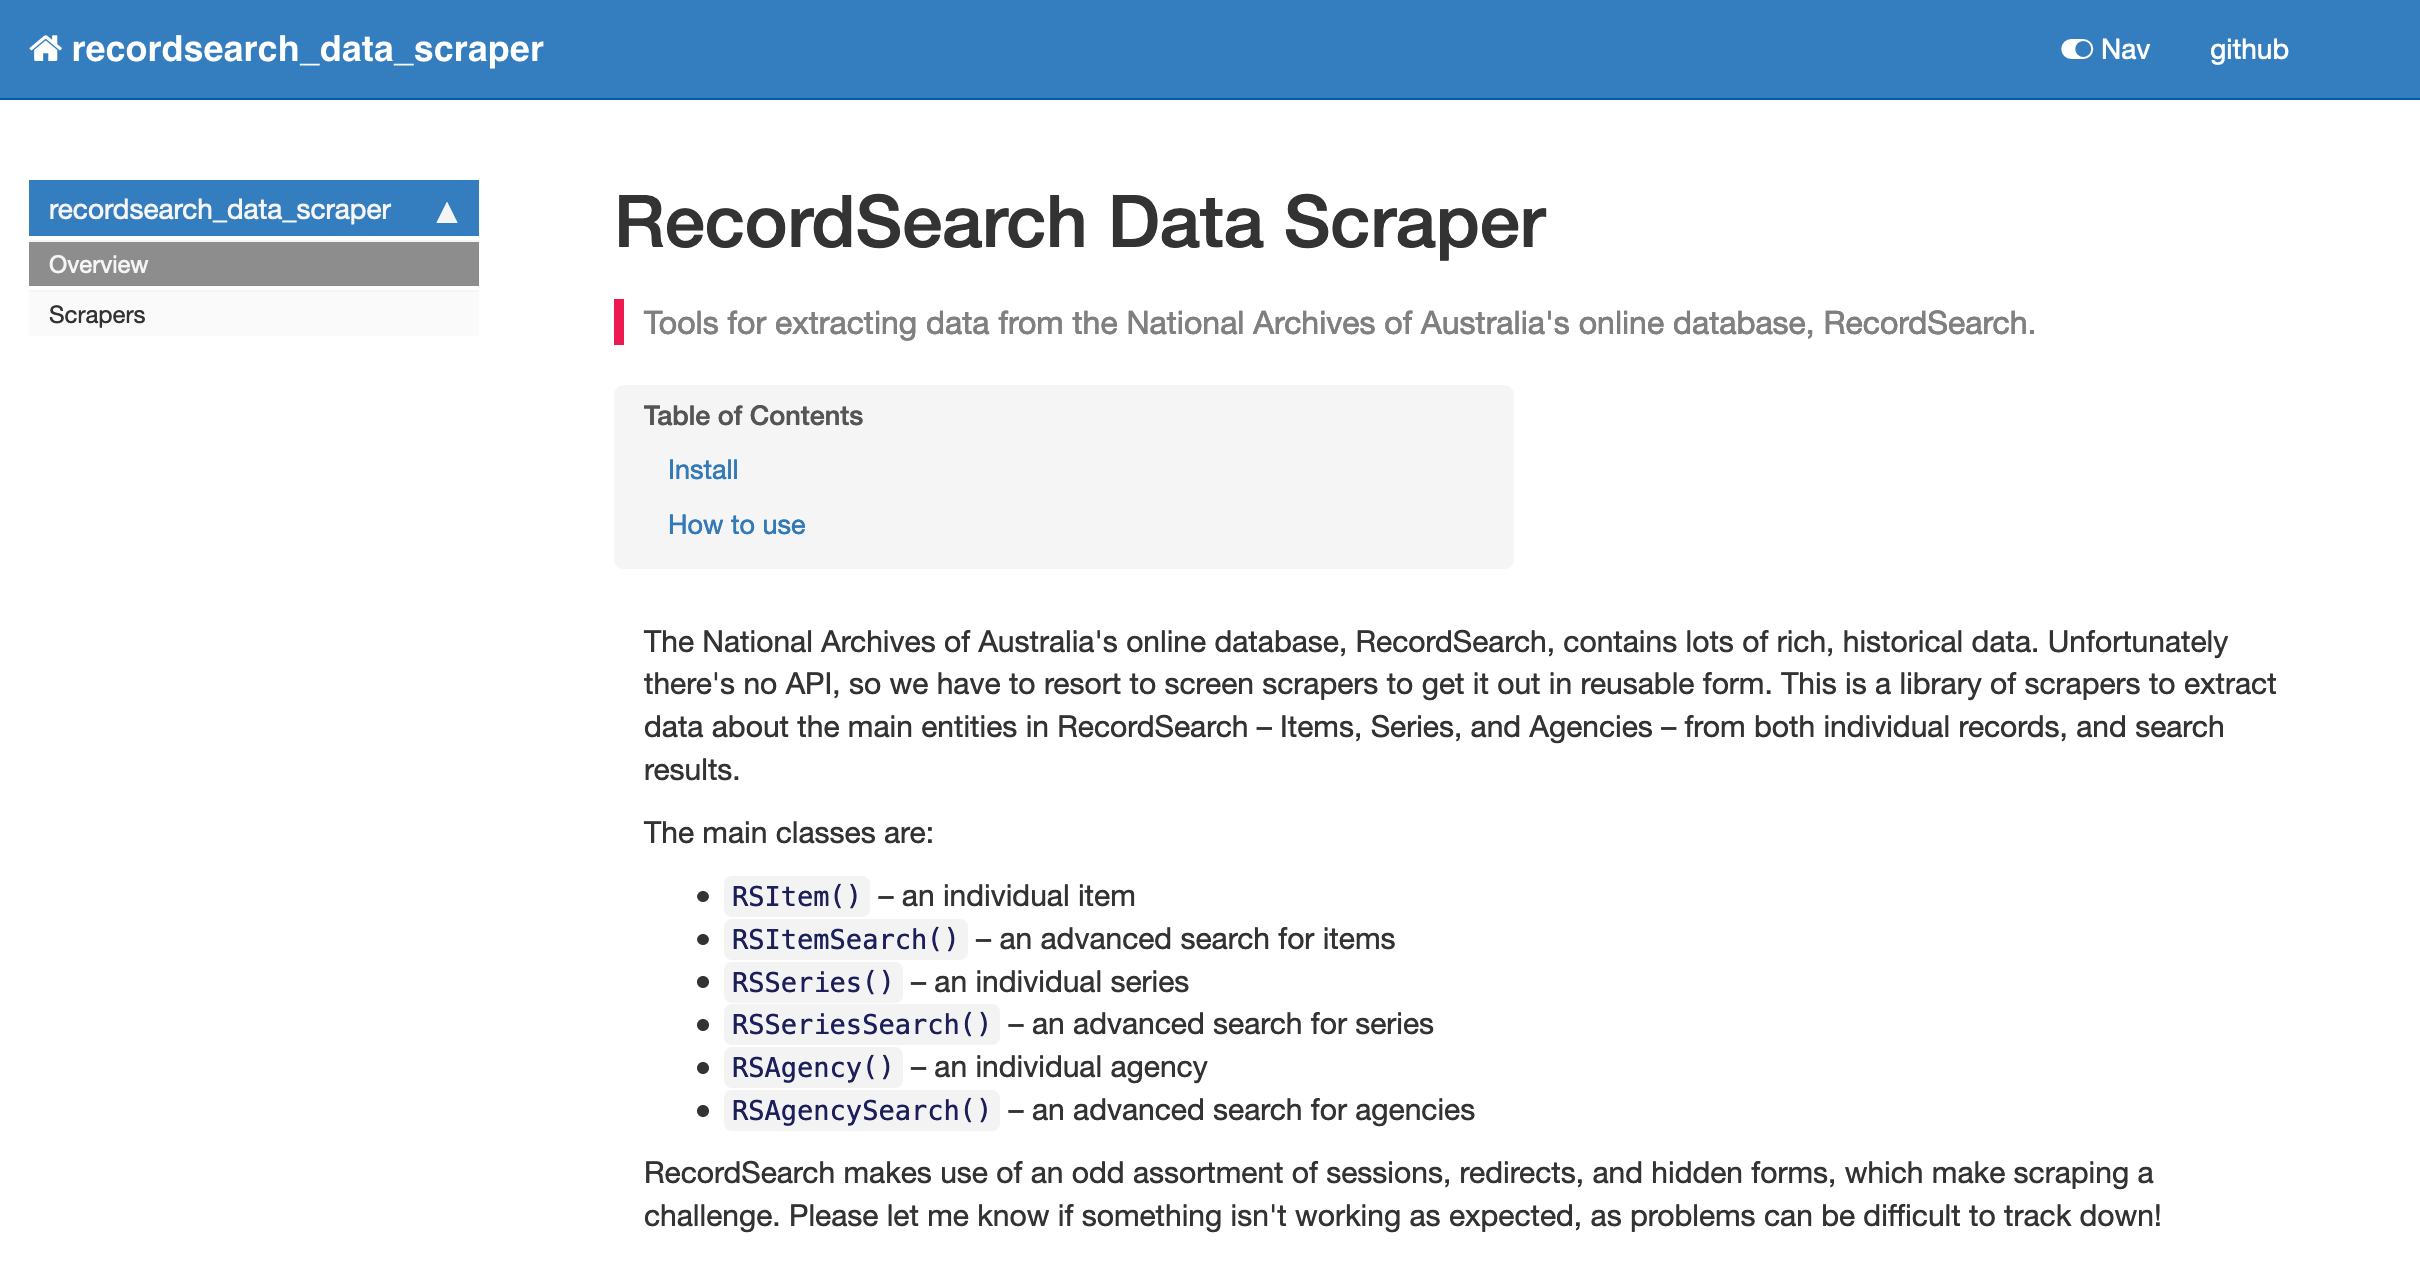 recordsearch_data_scraper
Nav
github
recordsearch_data_scraper ▲
Overview
Scrapers
RecordSearch Data Scraper
Tools for extracting data from the National Archives of Australia's online database, RecordSearch.
Table of Contents
Install
How to use
The National Archives of Australia's online database, RecordSearch, contains lots of rich, historical data. Unfortunately
there's no API, so we have to resort to screen scrapers to get it out in reusable form. This is a library of scrapers to extract
data about the main entities in RecordSearch – Items, Series, and Agencies – from both individual records, and search
results.
The main classes are:
• RSItem() – an individual item
• RSItemSearch() – an advanced search for items
• RSSeries() – an individual series
• RSSeriesSearch() – an advanced search for series
• RSAgency() – an individual agency
• RSAgencySearch() – an advanced search for agencies
RecordSearch makes use of an odd assortment of sessions, redirects, and hidden forms, which make scraping a
challenge. Please let me know if something isn't working as expected, as problems can be difficult to track down!